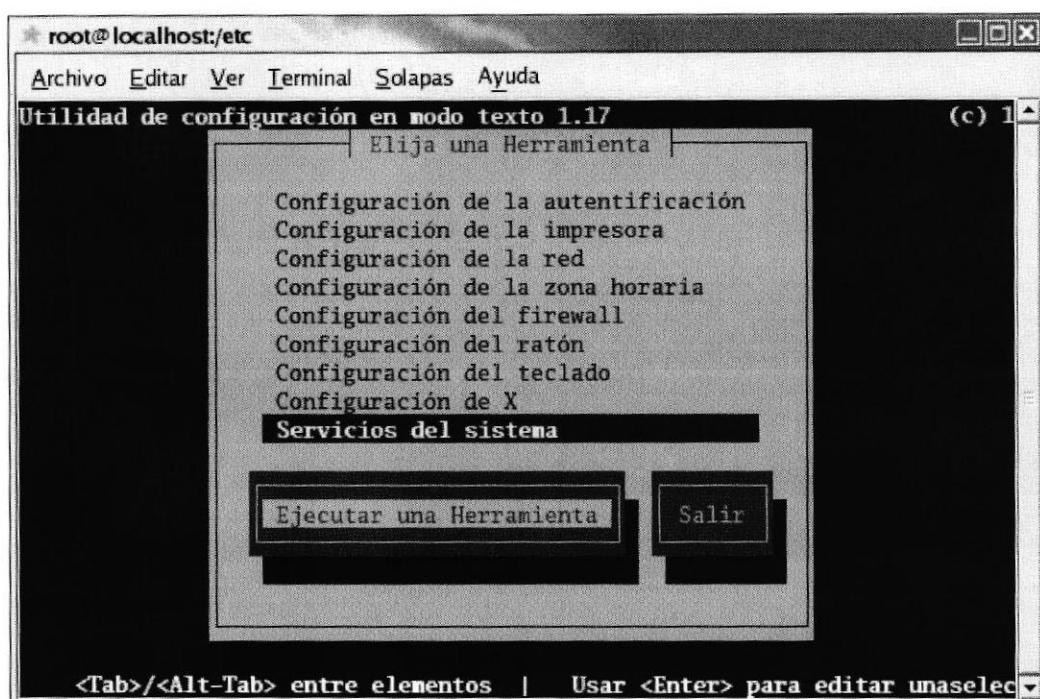 root@localhost:/etc
Archivo Editar Ver Terminal Solapas Ayuda
Utilidad de configuración en modo texto 1.17 (c) 1
Elija una Herramienta
Configuración de la autentificación
Configuración de la impresora
Configuración de la red
Configuración de la zona horaria
Configuración del firewall
Configuración del ratón
Configuración del teclado
Configuración de X
Servicios del sistema
Ejecutar una Herramienta Salir
<Tab>/<Alt-Tab> entre elementos | Usar <Enter> para editar unaselec